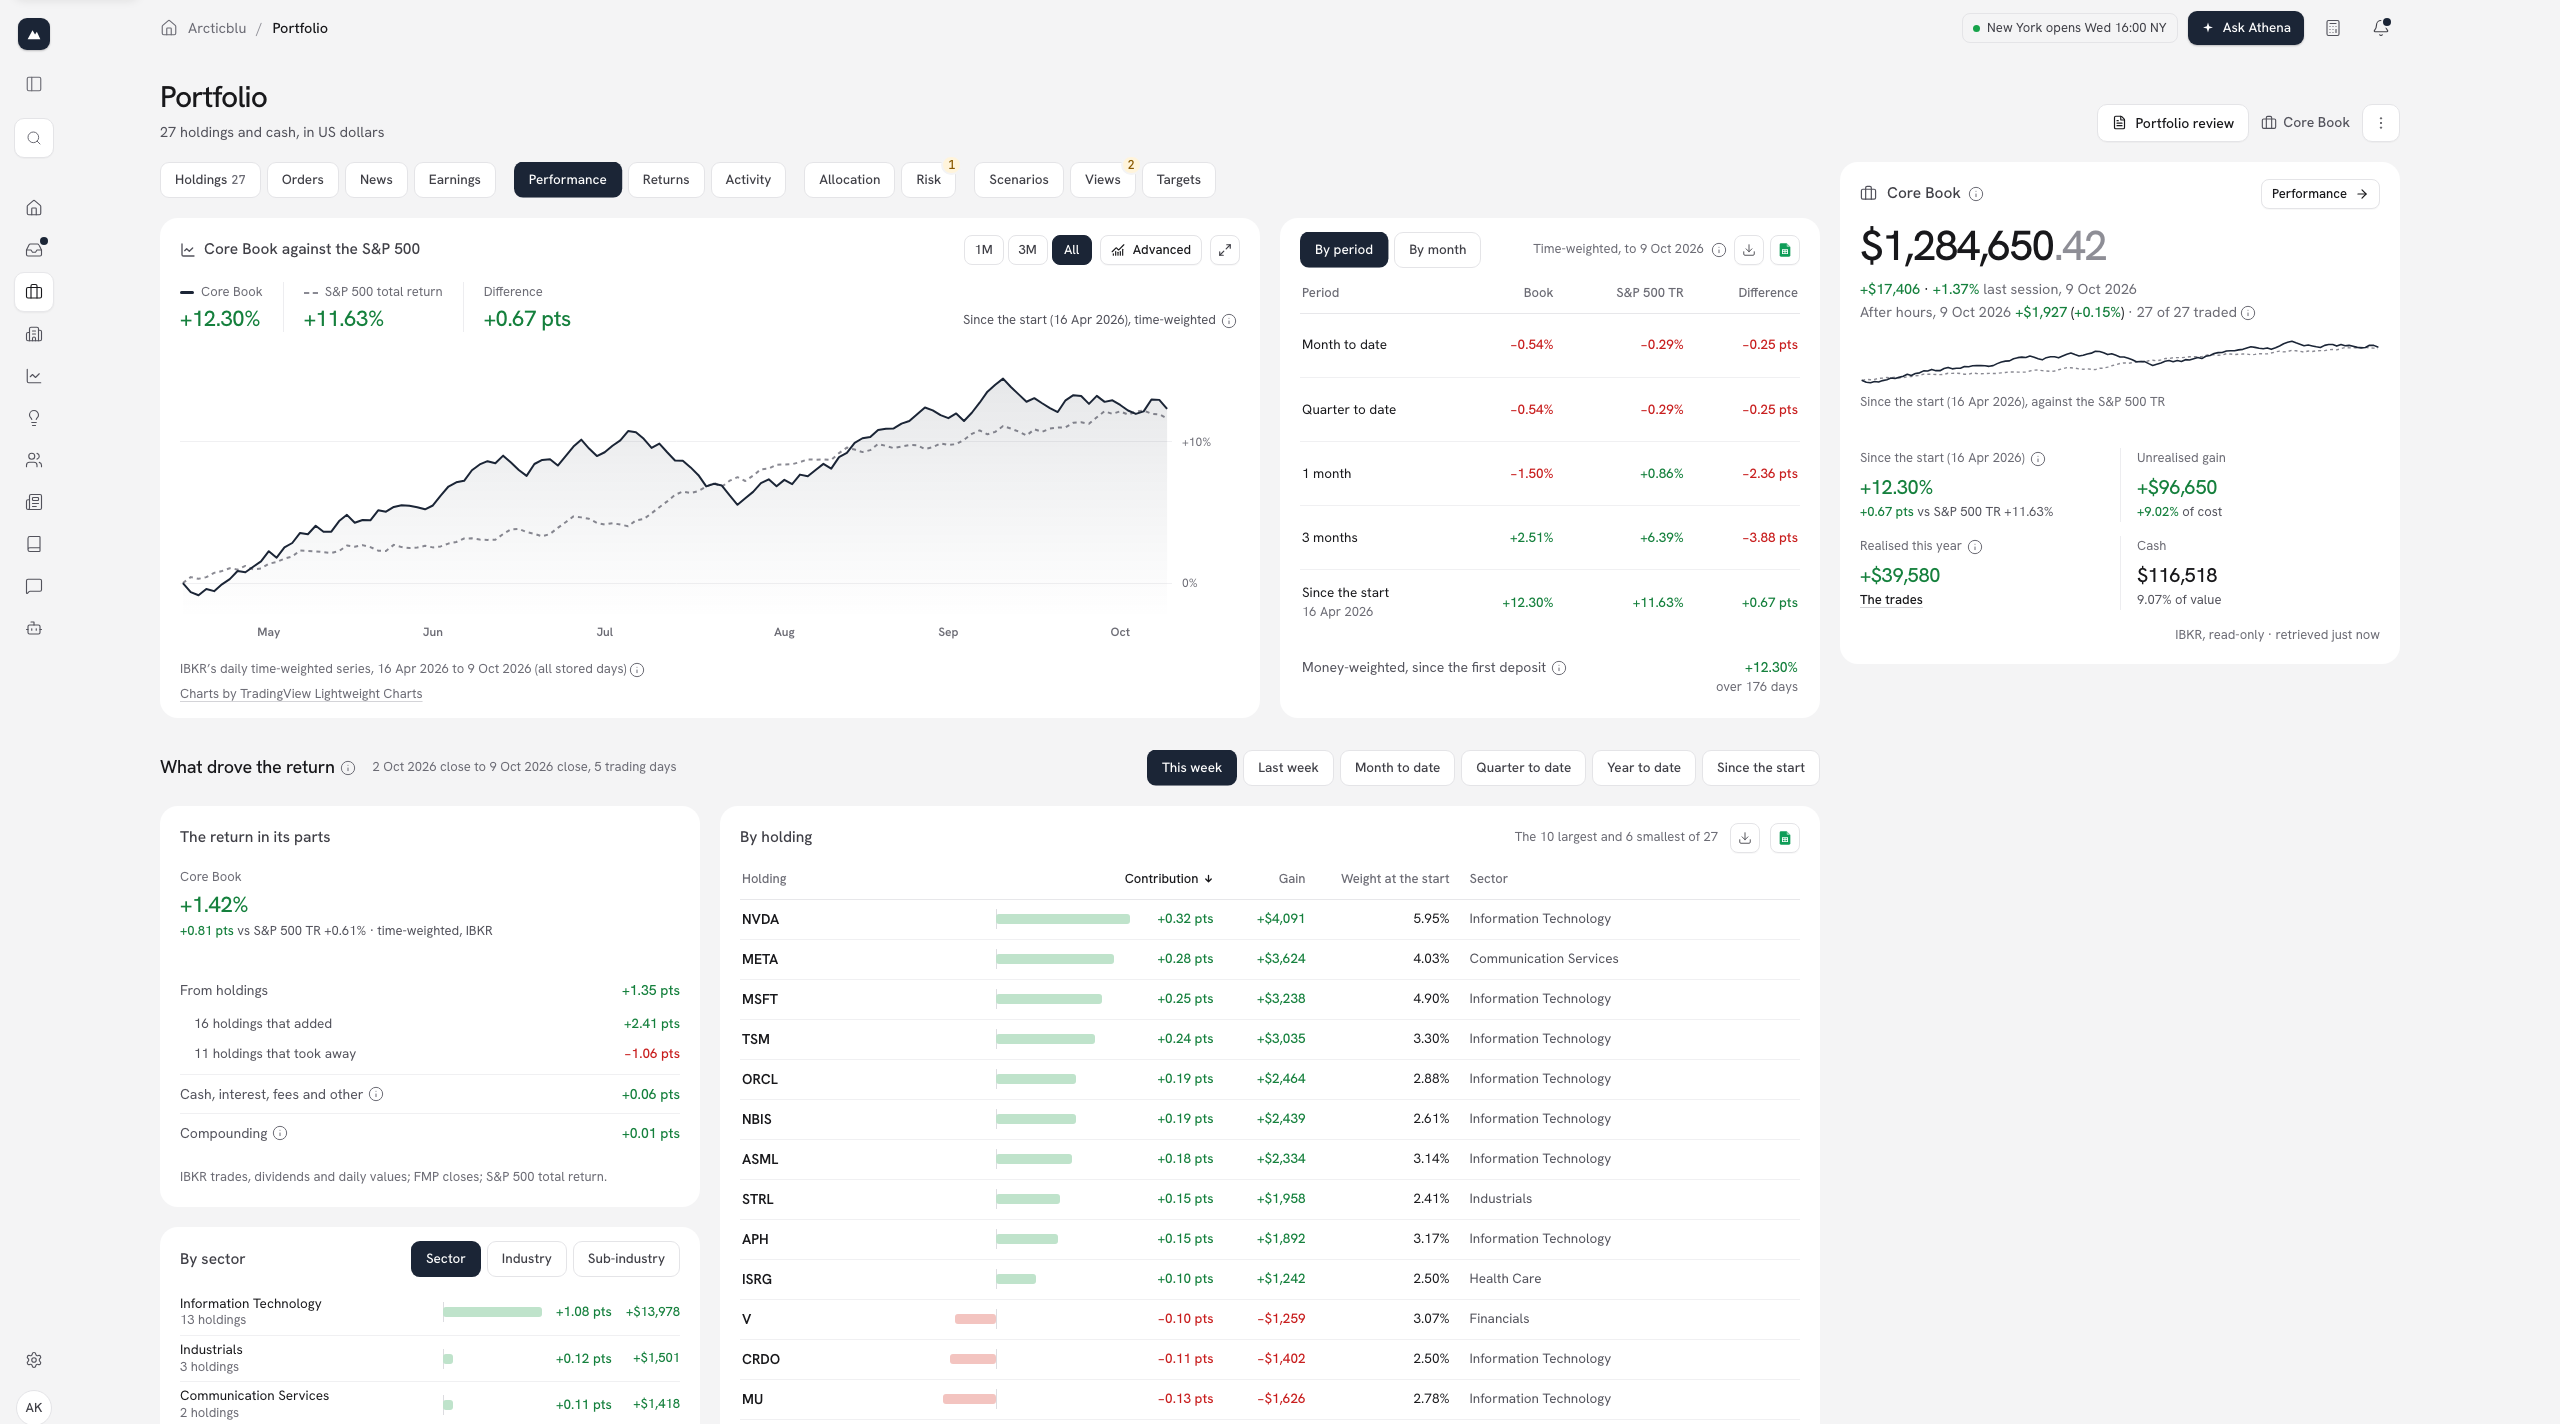 Arcticblu / Portfolio
New York opens Wed 16:00 NY
Ask Athena
Portfolio
27 holdings and cash, in US dollars
Portfolio review
Core Book
Holdings 27
Orders
News
Earnings
Performance
Returns
Activity
Allocation
Risk 1
Scenarios
Views 2
Targets
Core Book against the S&P 500
1M
3M
All
Advanced
Core Book
+12.30%
S&P 500 total return
+11.63%
Difference
+0.67 pts
Since the start (16 Apr 2026), time-weighted
+10%
0%
May Jun Jul Aug Sep Oct
IBKR's daily time-weighted series, 16 Apr 2026 to 9 Oct 2026 (all stored days)
Charts by TradingView Lightweight Charts
By period
By month
Time-weighted, to 9 Oct 2026
Period Book S&P 500 TR Difference
Month to date −0.54% −0.29% −0.25 pts
Quarter to date −0.54% −0.29% −0.25 pts
1 month −1.50% +0.86% −2.36 pts
3 months +2.51% +6.39% −3.88 pts
Since the start +12.30% +11.63% +0.67 pts
16 Apr 2026
Money-weighted, since the first deposit +12.30%
over 176 days
Core Book
Performance
$1,284,650.42
+$17,406 · +1.37% last session, 9 Oct 2026
After hours, 9 Oct 2026 +$1,927 (+0.15%) · 27 of 27 traded
Since the start (16 Apr 2026), against the S&P 500 TR
Since the start (16 Apr 2026)
+12.30%
+0.67 pts vs S&P 500 TR +11.63%
Unrealised gain
+$96,650
+9.02% of cost
Realised this year
+$39,580
The trades
Cash
$116,518
9.07% of value
IBKR, read-only · retrieved just now
What drove the return
2 Oct 2026 close to 9 Oct 2026 close, 5 trading days
This week
Last week
Month to date
Quarter to date
Year to date
Since the start
The return in its parts
Core Book
+1.42%
+0.81 pts vs S&P 500 TR +0.61% · time-weighted, IBKR
From holdings +1.35 pts
16 holdings that added +2.41 pts
11 holdings that took away −1.06 pts
Cash, interest, fees and other +0.06 pts
Compounding +0.01 pts
IBKR trades, dividends and daily values; FMP closes; S&P 500 total return.
By sector
Sector
Industry
Sub-industry
Information Technology +1.08 pts +$13,978
13 holdings
Industrials +0.12 pts +$1,501
3 holdings
Communication Services +0.11 pts +$1,418
2 holdings
By holding
The 10 largest and 6 smallest of 27
Holding Contribution ↓ Gain Weight at the start Sector
NVDA +0.32 pts +$4,091 5.95% Information Technology
META +0.28 pts +$3,624 4.03% Communication Services
MSFT +0.25 pts +$3,238 4.90% Information Technology
TSM +0.24 pts +$3,035 3.30% Information Technology
ORCL +0.19 pts +$2,464 2.88% Information Technology
NBIS +0.19 pts +$2,439 2.61% Information Technology
ASML +0.18 pts +$2,334 3.14% Information Technology
STRL +0.15 pts +$1,958 2.41% Industrials
APH +0.15 pts +$1,892 3.17% Information Technology
ISRG +0.10 pts +$1,242 2.50% Health Care
V −0.10 pts −$1,259 3.07% Financials
CRDO −0.11 pts −$1,402 2.50% Information Technology
MU −0.13 pts −$1,626 2.78% Information Technology
AK